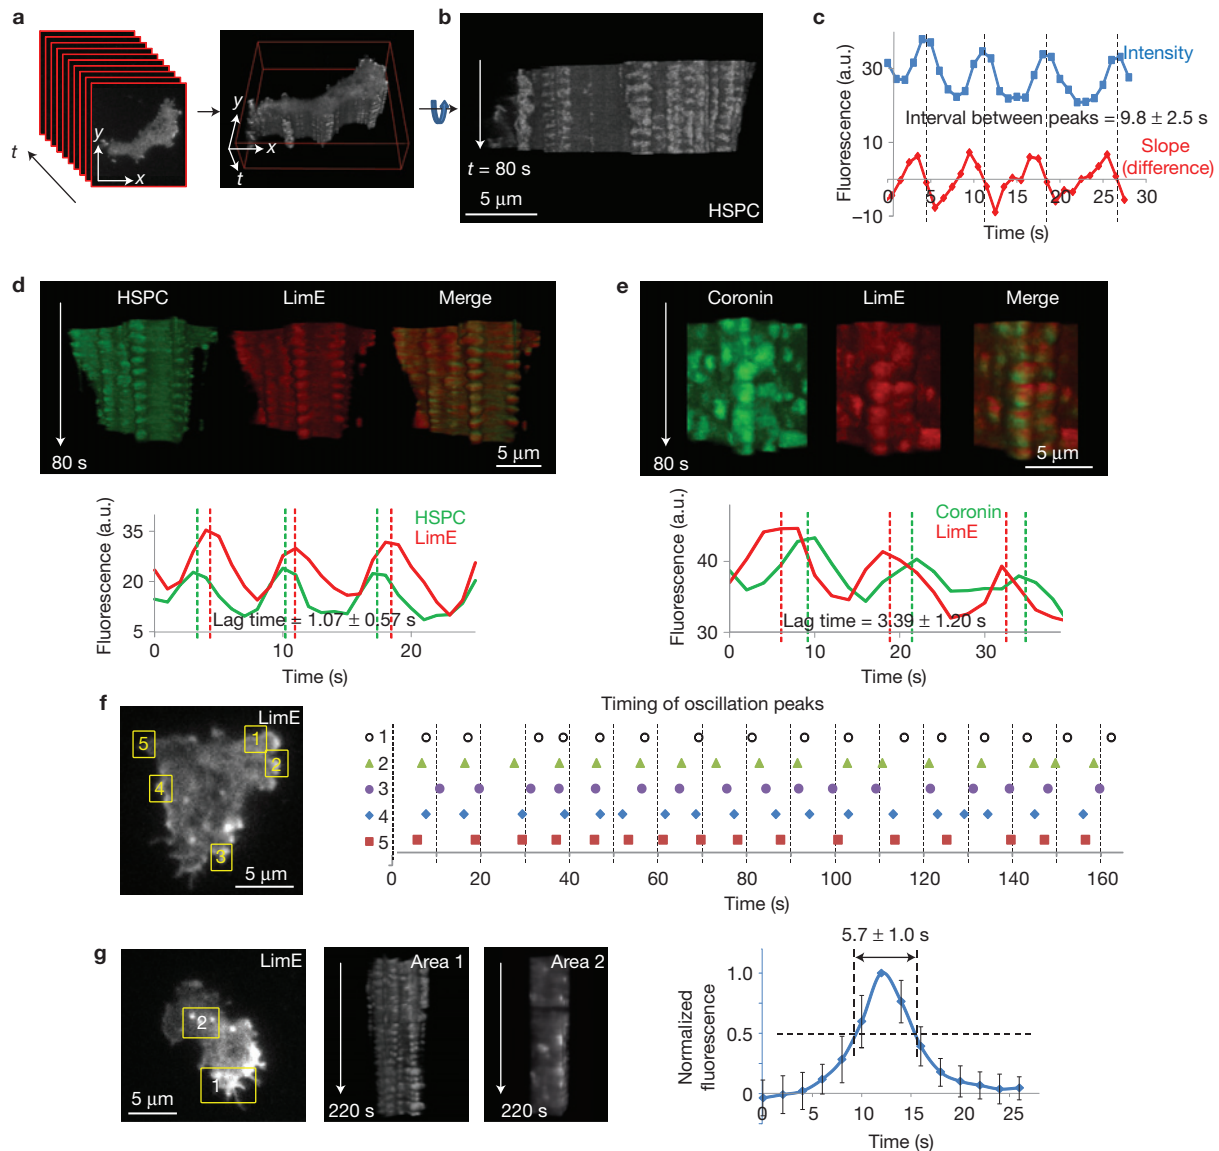 a
y
x
t
y
x
t
b
t = 80 s
5 μm
HSPC
c
Fluorescence (a.u.)
30
10
−10
Intensity
Interval between peaks = 9.8 ± 2.5 s
Slope
(difference)
0 5 10 15 20 25 30
Time (s)
d
HSPC LimE Merge
80 s
5 μm
Fluorescence (a.u.)
35
20
5
HSPC
LimE
Lag time = 1.07 ± 0.57 s
0 10 20
Time (s)
e
Coronin LimE Merge
80 s
5 μm
Fluorescence (a.u.)
40
30
Coronin
LimE
Lag time = 3.39 ± 1.20 s
0 10 20 30
Time (s)
f
LimE
5
1
2
4
3
5 μm
Timing of oscillation peaks
1
2
3
4
5
0 20 40 60 80 100 120 140 160
Time (s)
g
LimE
2
1
5 μm
Area 1
220 s
Area 2
220 s
5.7 ± 1.0 s
Normalized
fluorescence
1.0
0.5
0
0 5 10 15 20 25
Time (s)